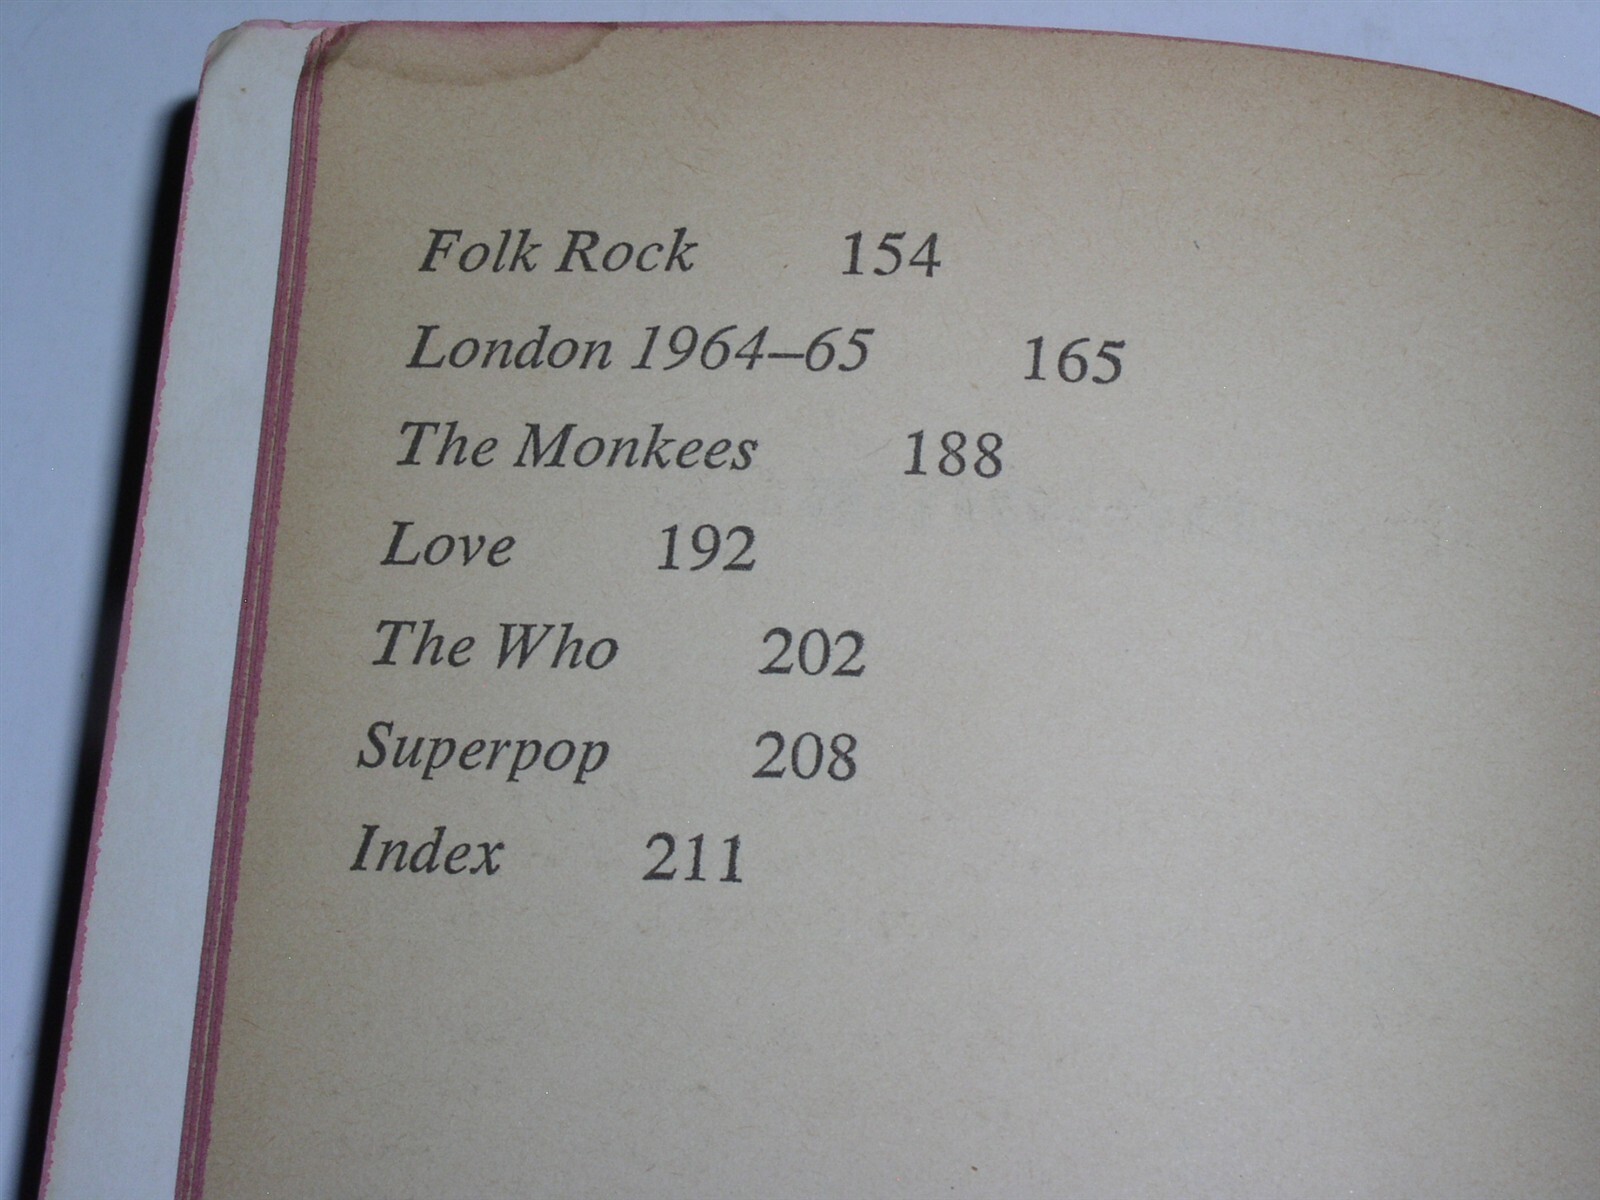 Folk Rock 154
London 1964–65 165
The Monkees 188
Love 192
The Who 202
Superpop 208
Index 211